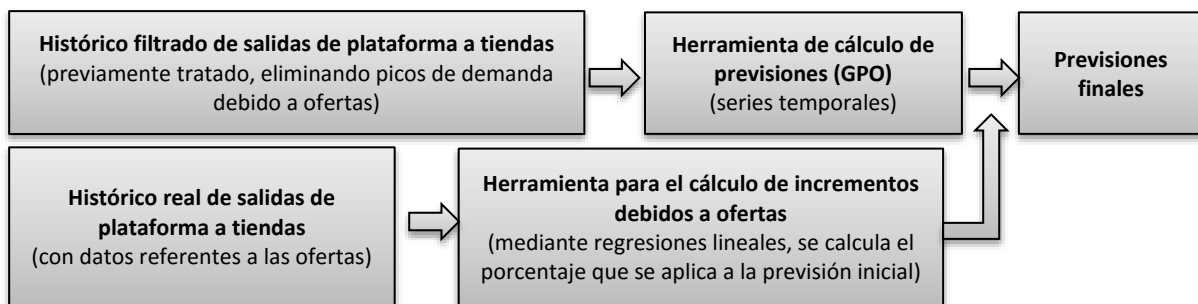 Histórico filtrado de salidas de plataforma a tiendas
(previamente tratado, eliminando picos de demanda
debido a ofertas)
Herramienta de cálculo de
previsiones (GPO)
(series temporales)
Previsiones
finales
Histórico real de salidas de
plataforma a tiendas
(con datos referentes a las ofertas)
Herramienta para el cálculo de incrementos
debidos a ofertas
(mediante regresiones lineales, se calcula el
porcentaje que se aplica a la previsión inicial)